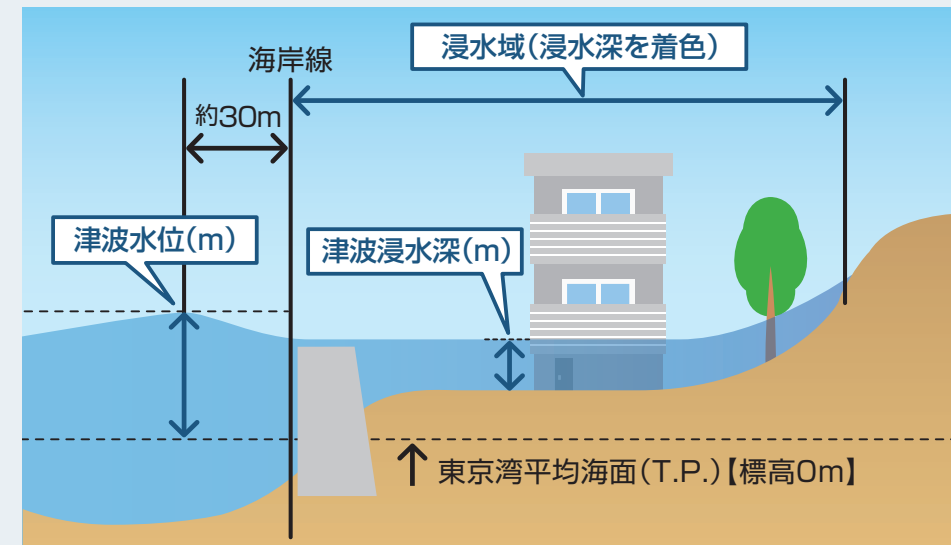 浸水域(浸水深を着色)
海岸線
約30m
津波水位(m)
津波浸水深(m)
東京湾平均海面(T.P.)【標高0m】